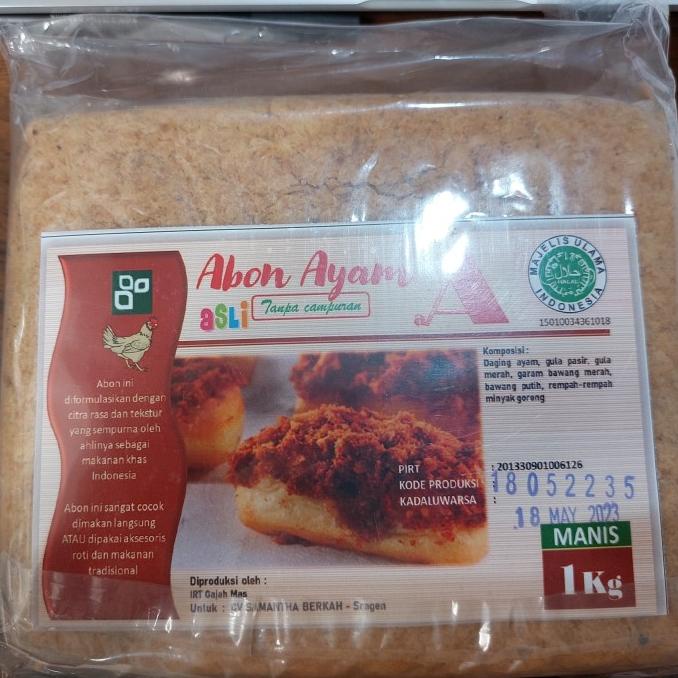 Abon Ayam A
asli Tanpa campuran
MAJELIS ULAMA INDONESIA
حلال
HALAL
15010034361018
Abon ini
diformulasikan dengan
citra rasa dan tekstur
yang sempurna oleh
ahlinya sebagai
makanan khas
Indonesia
Abon ini sangat cocok
dimakan langsung
ATAU dipakai aksesoris
roti dan makanan
tradisional
Komposisi :
Daging ayam, gula pasir, gula
merah, garam bawang merah,
bawang putih, rempah-rempah
minyak goreng
PIRT : 201330901006126
KODE PRODUKSI : 18052235
KADALUWARSA : 18 MAY 2023
MANIS
1Kg
Diproduksi oleh :
IRT Gajah Mas
Untuk : CV SAMANTHA BERKAH - Sragen